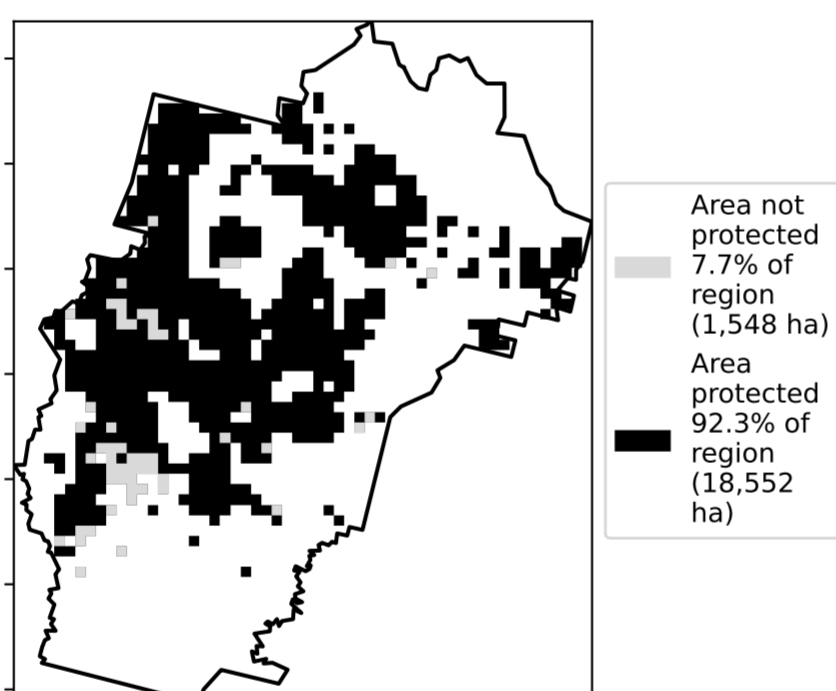 Area not
protected
7.7% of
region
(1,548 ha)
Area
protected
92.3% of
region
(18,552
ha)